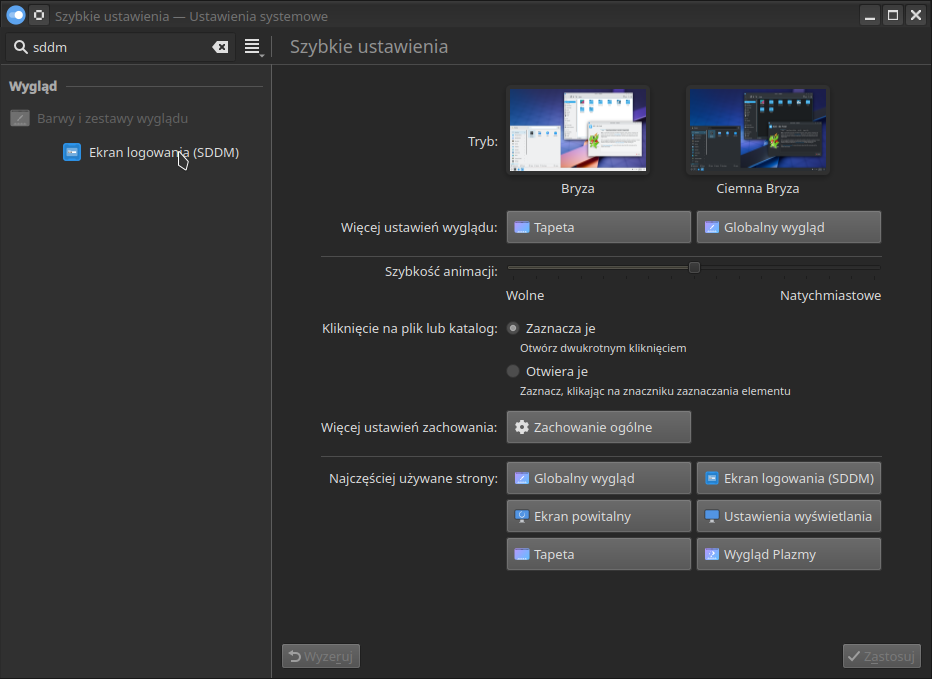 Szybkie ustawienia — Ustawienia systemowe
sddm
Szybkie ustawienia
Wygląd
Barwy i zestawy wyglądu
Ekran logowania (SDDM)
Tryb:
Bryza
Ciemna Bryza
Więcej ustawień wyglądu:
Tapeta
Globalny wygląd
Szybkość animacji:
Wolne
Natychmiastowe
Kliknięcie na plik lub katalog:
Zaznacza je
Otwórz dwukrotnym kliknięciem
Otwiera je
Zaznacz, klikając na znaczniku zaznaczania elementu
Więcej ustawień zachowania:
Zachowanie ogólne
Najczęściej używane strony:
Globalny wygląd
Ekran logowania (SDDM)
Ekran powitalny
Ustawienia wyświetlania
Tapeta
Wygląd Plazmy
Wyzeruj
Zastosuj